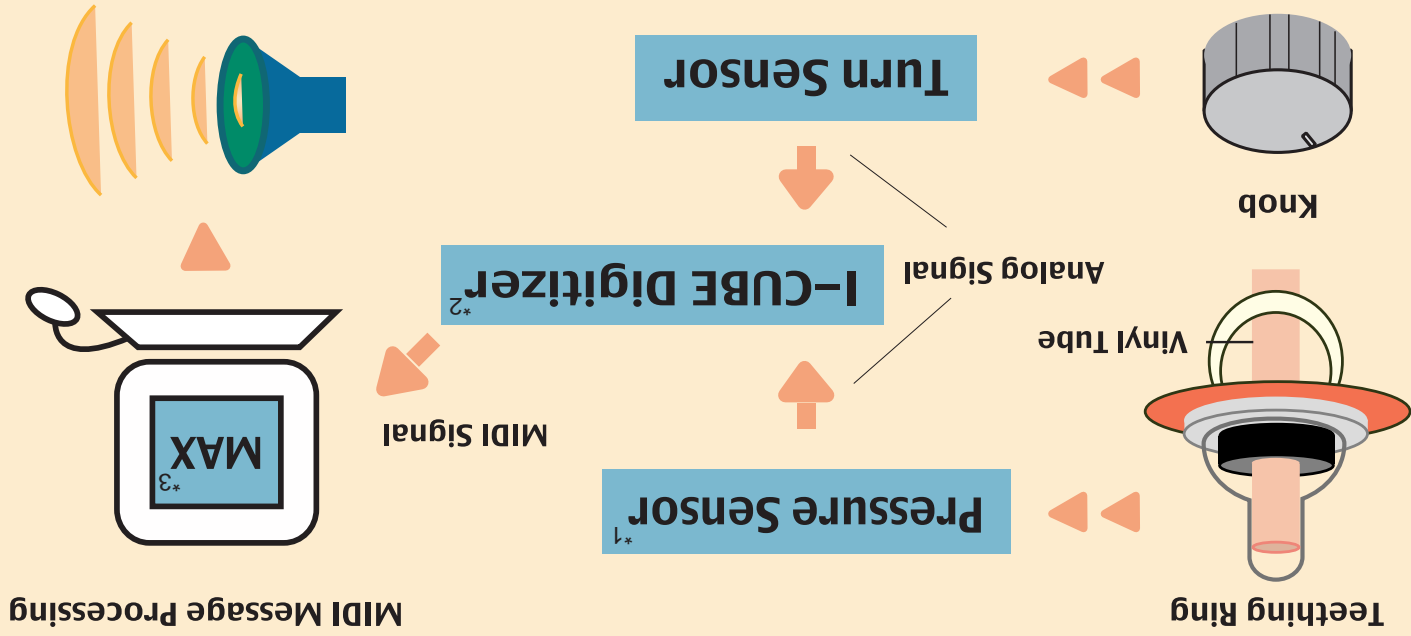 Teething Ring
MIDI Message Processing
Pressure Sensor*1
MAX*3
MIDI Signal
Vinyl Tube
I-CUBE Digitizer*2
Analog Signal
Knob
Turn Sensor